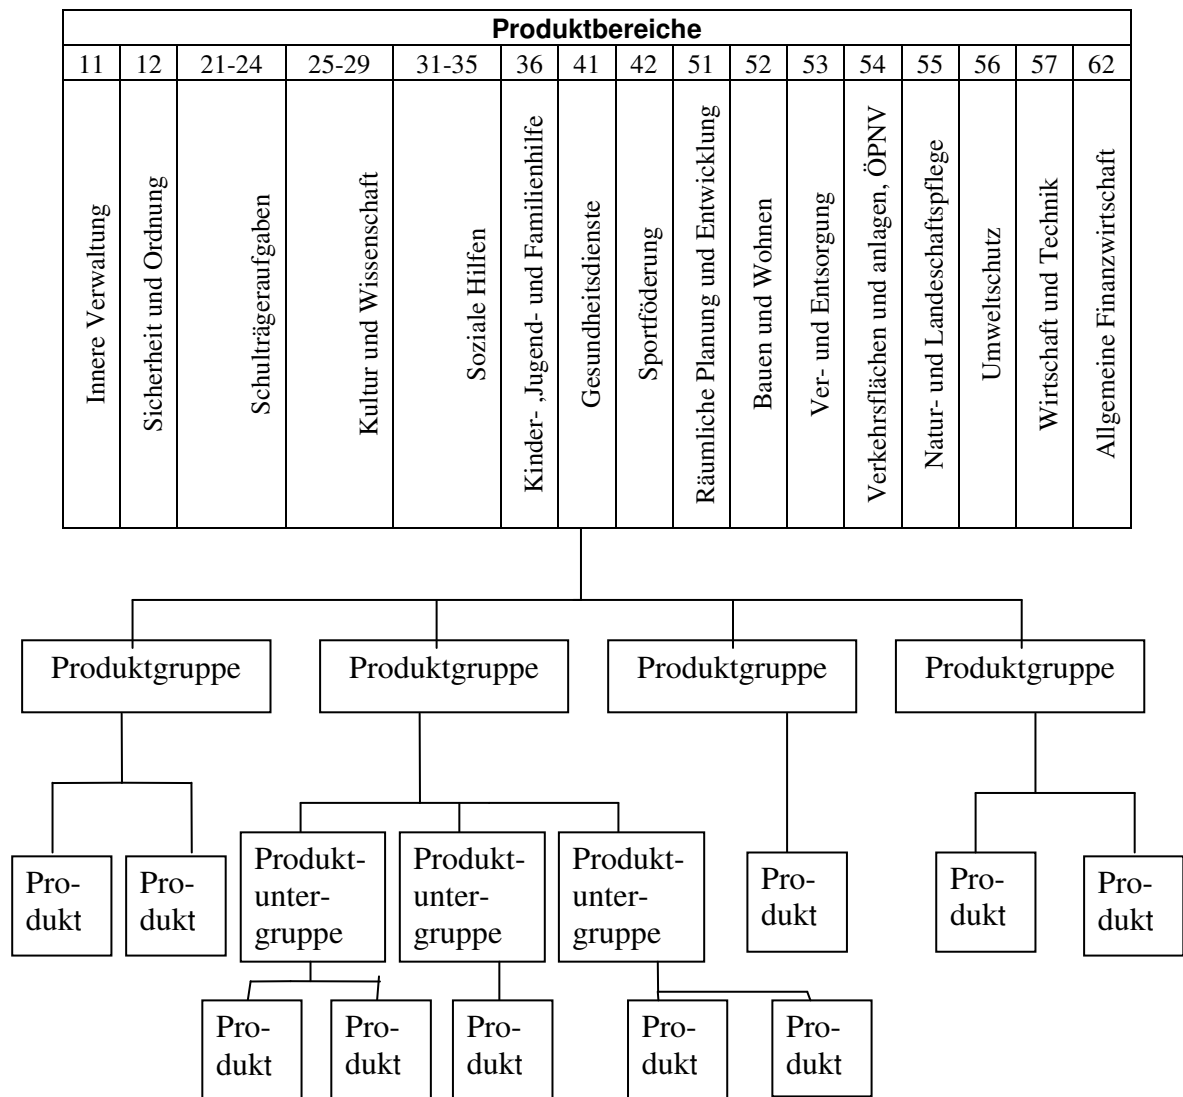 Produktbereiche
11 12 21-24 25-29 31-35 36 41 42 51 52 53 54 55 56 57 62
Innere Verwaltung
Sicherheit und Ordnung
Schulträgeraufgaben
Kultur und Wissenschaft
Soziale Hilfen
Kinder- ,Jugend- und Familienhilfe
Gesundheitsdienste
Sportföderung
Räumliche Planung und Entwicklung
Bauen und Wohnen
Ver- und Entsorgung
Verkehrsflächen und anlagen, ÖPNV
Natur- und Landeschaftspflege
Umweltschutz
Wirtschaft und Technik
Allgemeine Finanzwirtschaft
Produktgruppe
Produktgruppe
Produktgruppe
Produktgruppe
Pro-
dukt
Pro-
dukt
Produkt-
unter-
gruppe
Produkt-
unter-
gruppe
Produkt-
unter-
gruppe
Pro-
dukt
Pro-
dukt
Pro-
dukt
Pro-
dukt
Pro-
dukt
Pro-
dukt
Pro-
dukt
Pro-
dukt